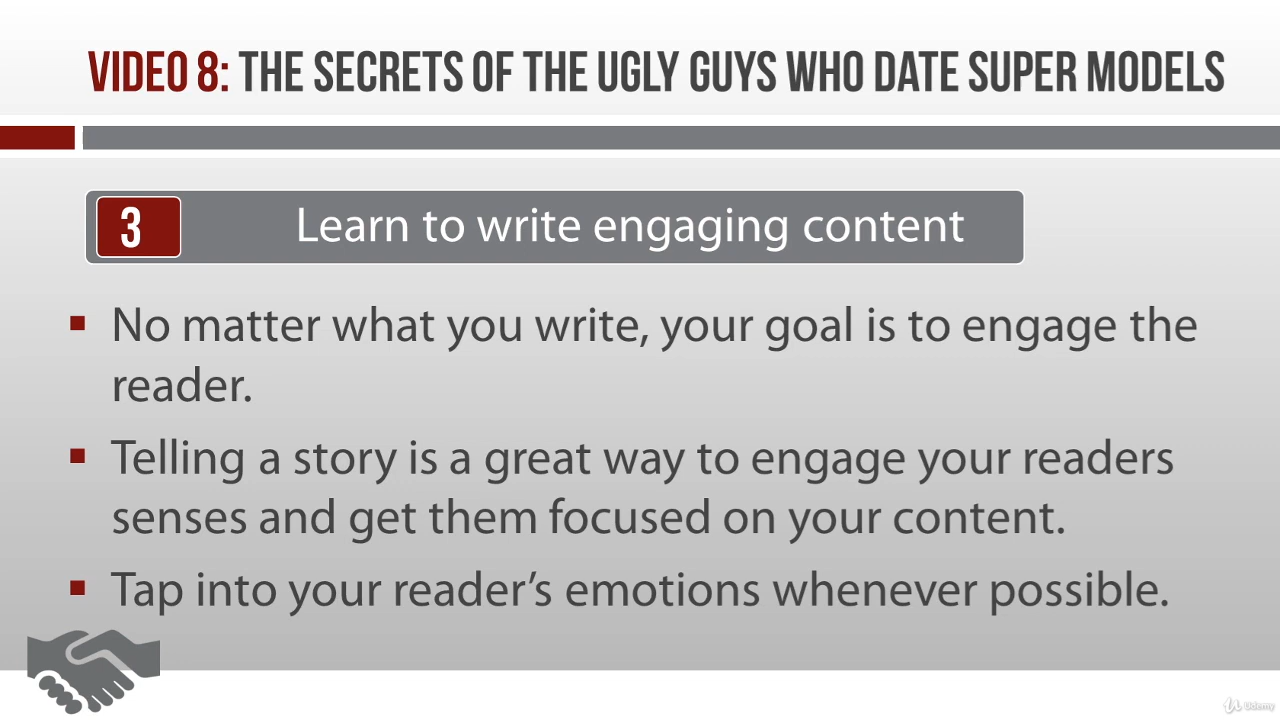 VIDEO 8: THE SECRETS OF THE UGLY GUYS WHO DATE SUPER MODELS
3 Learn to write engaging content
▪ No matter what you write, your goal is to engage the
reader.
▪ Telling a story is a great way to engage your readers
senses and get them focused on your content.
▪ Tap into your reader’s emotions whenever possible.
Udemy